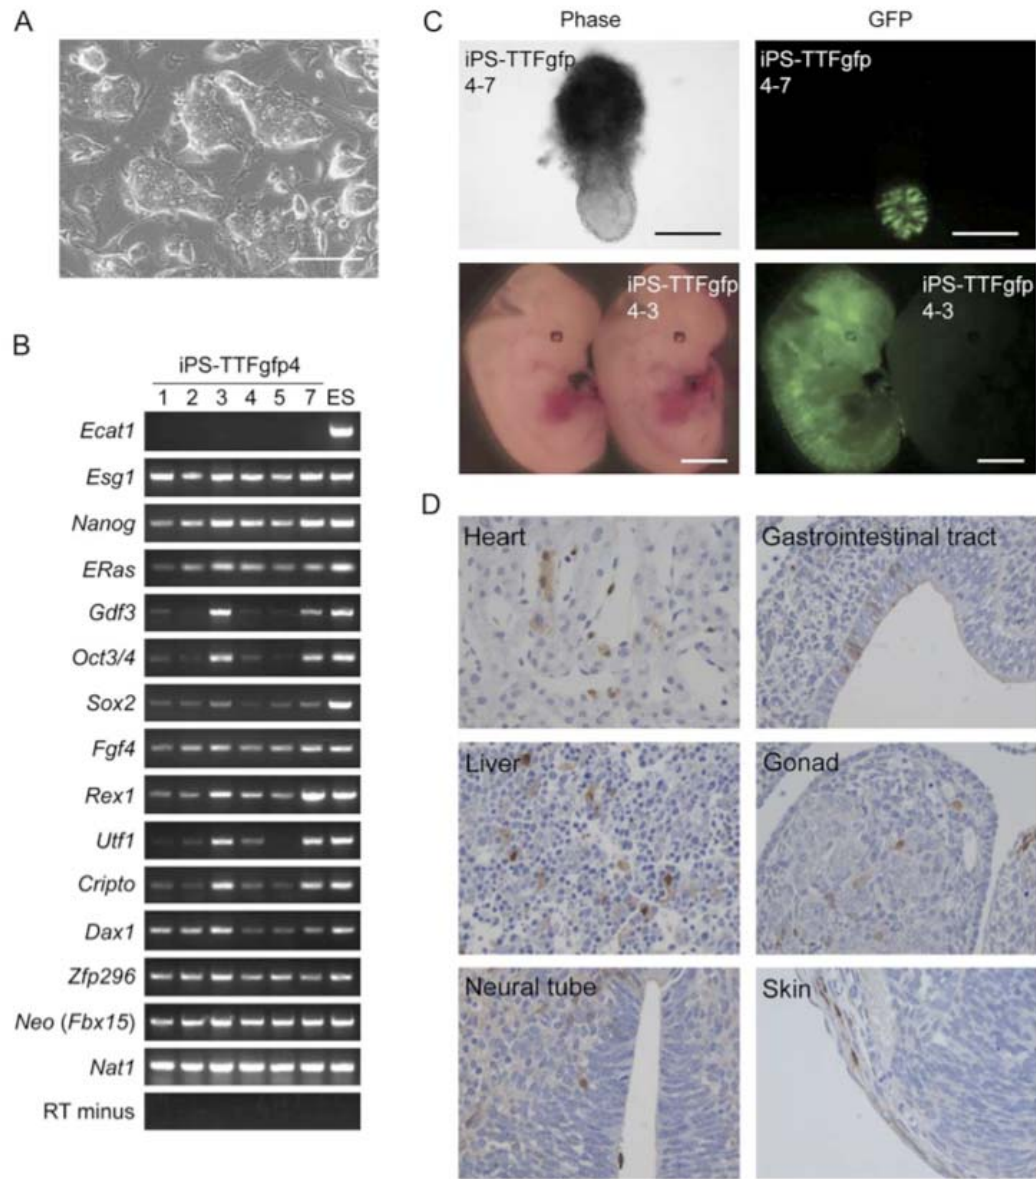 A
B
iPS-TTFgfp4
1 2 3 4 5 7 ES
Ecat1
Esg1
Nanog
ERas
Gdf3
Oct3/4
Sox2
Fgf4
Rex1
Utf1
Cripto
Dax1
Zfp296
Neo (Fbx15)
Nat1
RT minus
C
Phase
GFP
iPS-TTFgfp
4-7
iPS-TTFgfp
4-7
iPS-TTFgfp
4-3
iPS-TTFgfp
4-3
D
Heart
Gastrointestinal tract
Liver
Gonad
Neural tube
Skin